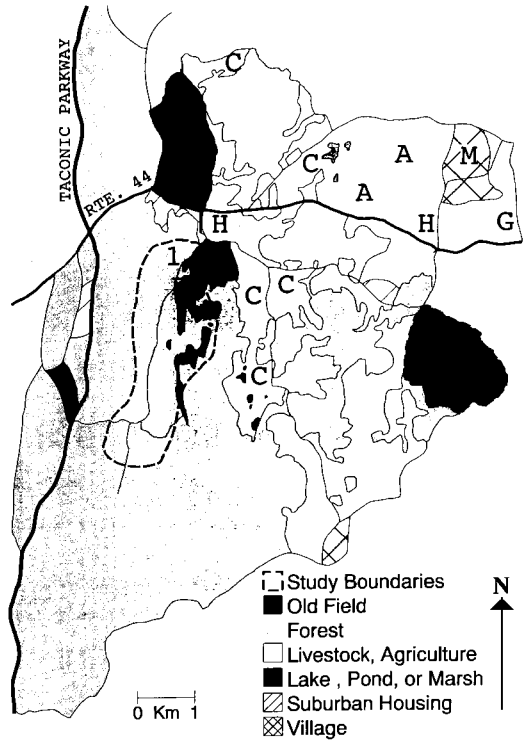 C
TACONIC PARKWAY
C
A
M
RTE. 44
A
H
H
G
1
C
C
C
Study Boundaries
Old Field
Forest
Livestock, Agriculture
Lake , Pond, or Marsh
Suburban Housing
Village
N
0 Km 1